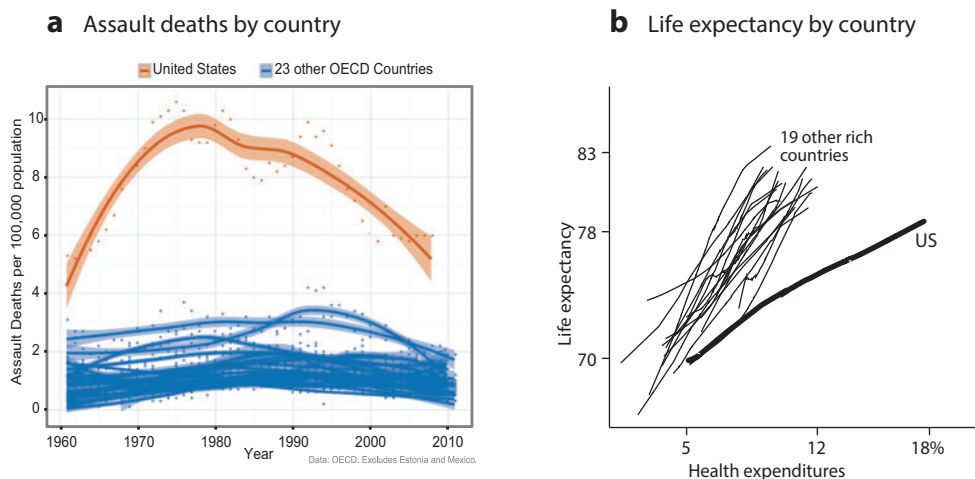 a Assault deaths by country
United States
23 other OECD Countries
Assault Deaths per 100,000 population
10
8
6
4
2
0
1960 1970 1980 1990 2000 2010
Year
Data: OECD. Excludes Estonia and Mexico.
b Life expectancy by country
19 other rich
countries
US
Life expectancy
83
78
70
5 12 18%
Health expenditures